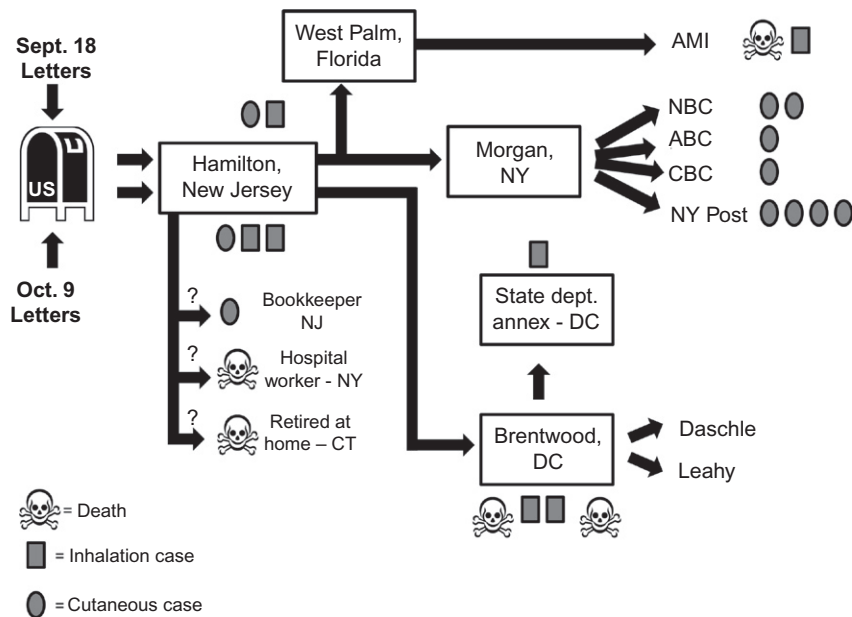 Sept. 18
Letters
West Palm,
Florida
AMI
US
Hamilton,
New Jersey
Morgan,
NY
NBC
ABC
CBC
NY Post
Oct. 9
Letters
?
Bookkeeper
NJ
?
Hospital
worker - NY
?
Retired at
home – CT
State dept.
annex - DC
Brentwood,
DC
Daschle
Leahy
= Death
= Inhalation case
= Cutaneous case